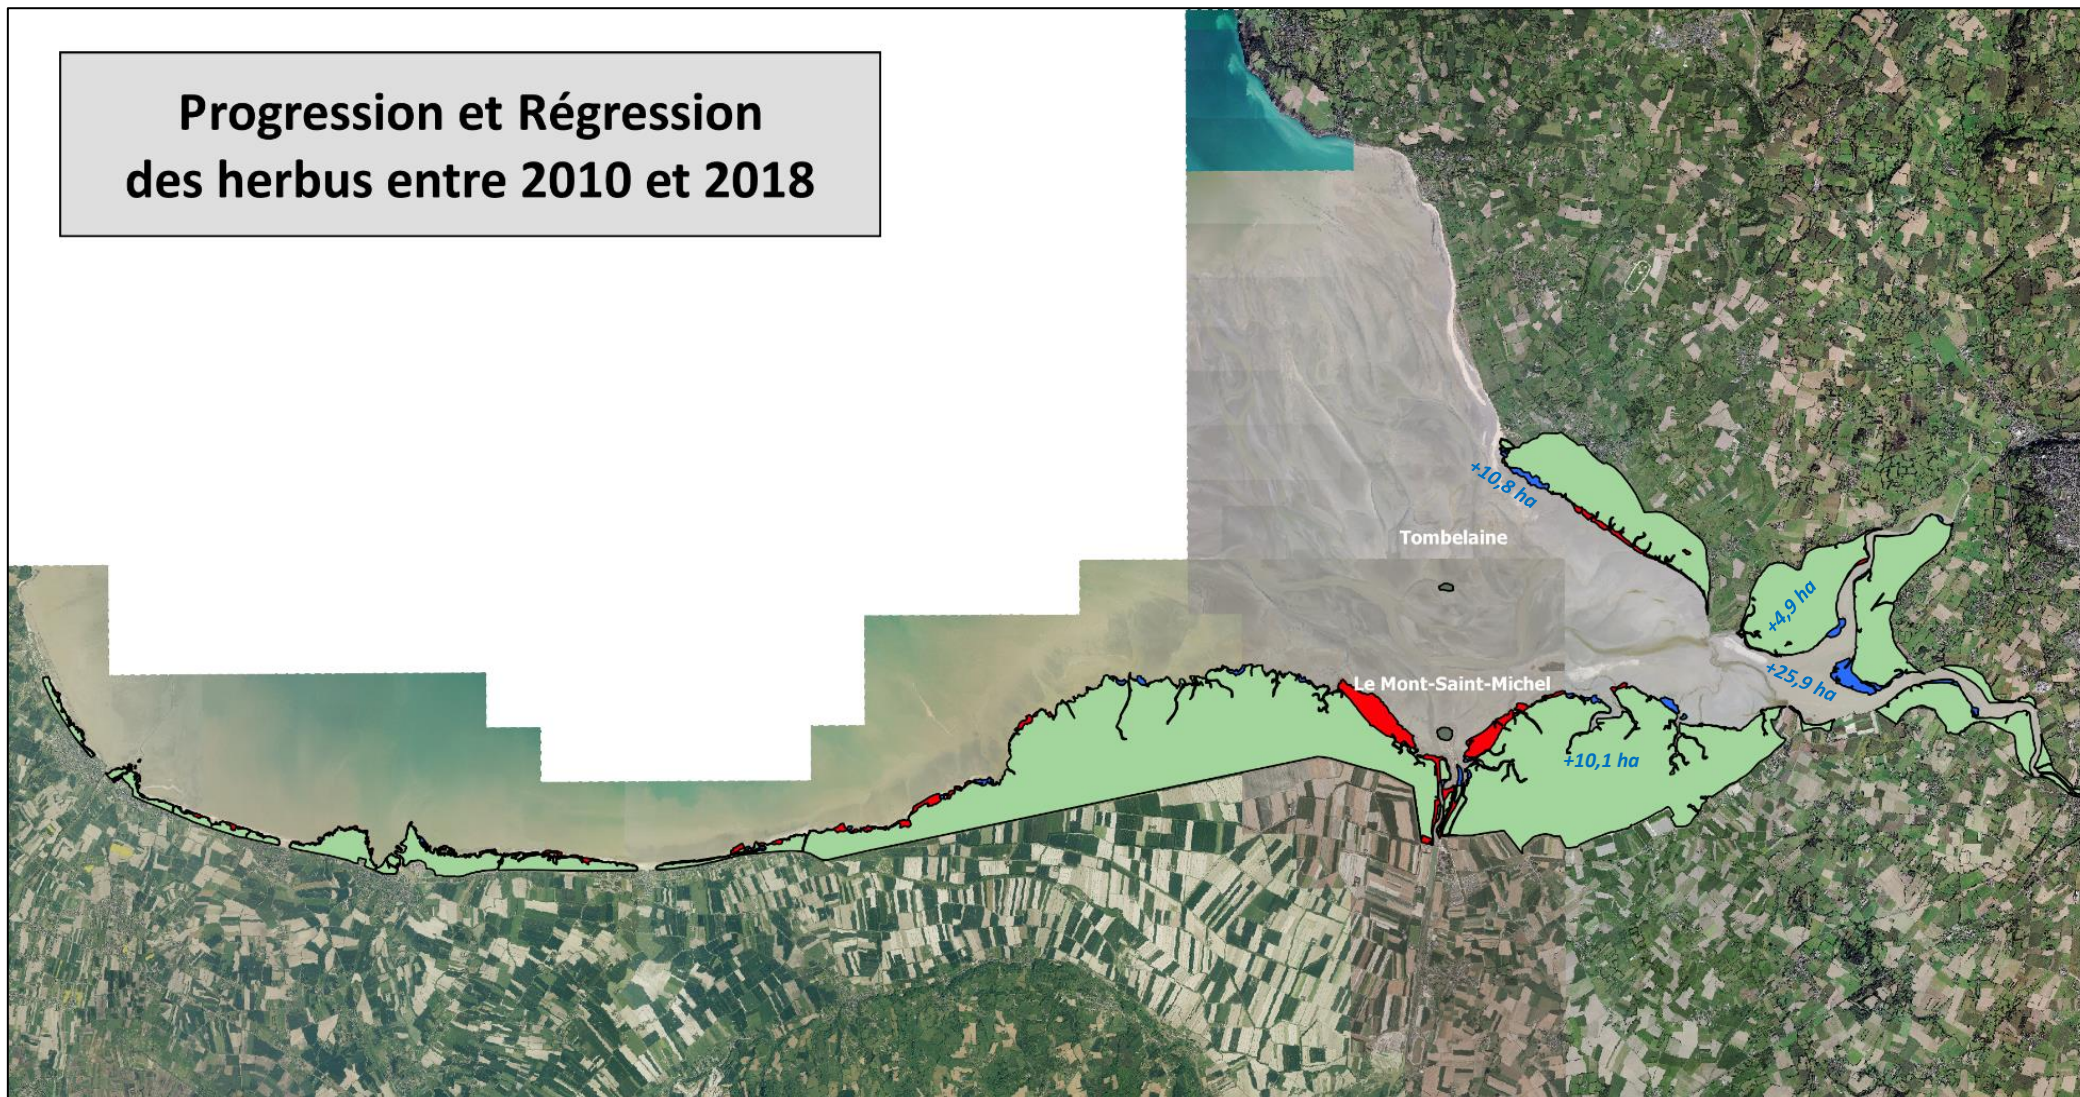 Progression et Régression
des herbus entre 2010 et 2018
+10,8 ha
Tombelaine
+4,9 ha
+25,9 ha
Le Mont-Saint-Michel
+10,1 ha